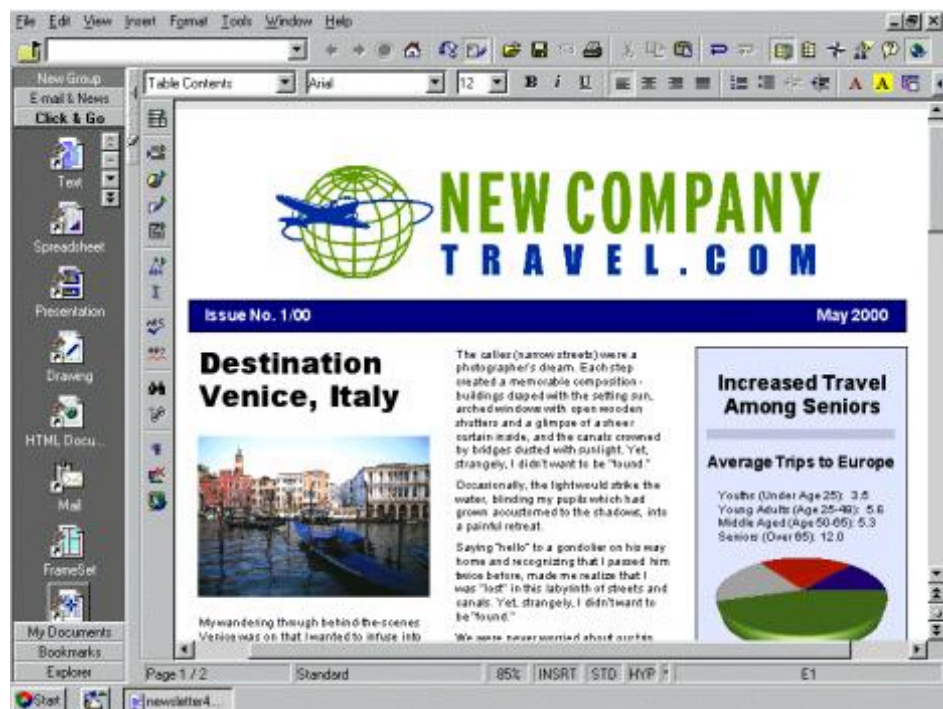 File Edit View Insert Format Tools Window Help
New Group
E-mail & News
Click & Go
Text
Spreadsheet
Presentation
Drawing
HTML Docu...
Mail
FrameSet
My Documents
Bookmarks
Explorer
Table Contents Arial 12 B i U A A
NEW COMPANY
TRAVEL.COM
Issue No. 1/00 May 2000
Destination
Venice, Italy
My wandering through behind-the-scenes
Venice was on that I wanted to infuse into
The calles (narrow streets) were a
photographer's dream. Each step
created a memorable composition -
buildings draped with the setting sun,
arched windows with open wooden
shutters and a glimpse of a sheer
curtain inside, and the canals crowned
by bridges dusted with sunlight. Yet,
strangely, I didn't want to be "found."
Occasionally, the light would strike the
water, blinding my pupils which had
grown accustomed to the shadows, into
a painful retreat.
Saying "hello" to a gondolier on his way
home and recognizing that I passed him
twice before, made me realize that I
was "lost" in this labyrinth of streets and
canals. Yet, strangely, I didn't want to
be "found."
We were never worried about our trip
Increased Travel
Among Seniors
Average Trips to Europe
Youths (Under Age 25): 3.5
Young Adults (Age 25-49): 5.6
Middle Aged (Age 50-65): 5.3
Seniors (Over 65): 12.0
Page 1 / 2 Standard 85% INSRT STD HYP * E1
Start newsletter4...